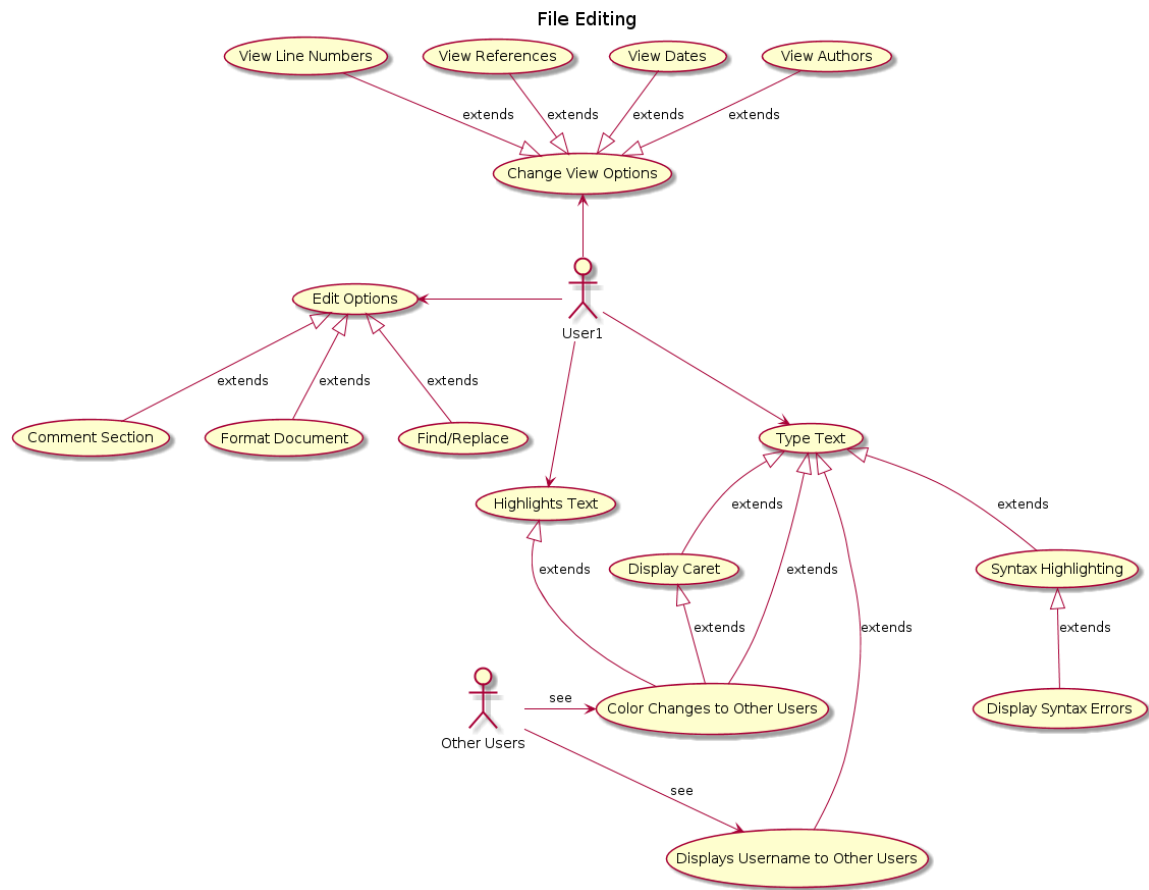 File Editing
View Line Numbers
View References
View Dates
View Authors
extends
extends
extends
extends
Change View Options
Edit Options
User1
extends
extends
extends
Comment Section
Format Document
Find/Replace
Type Text
Highlights Text
extends
extends
extends
Display Caret
extends
Syntax Highlighting
extends
extends
extends
see
Color Changes to Other Users
Display Syntax Errors
Other Users
see
Displays Username to Other Users